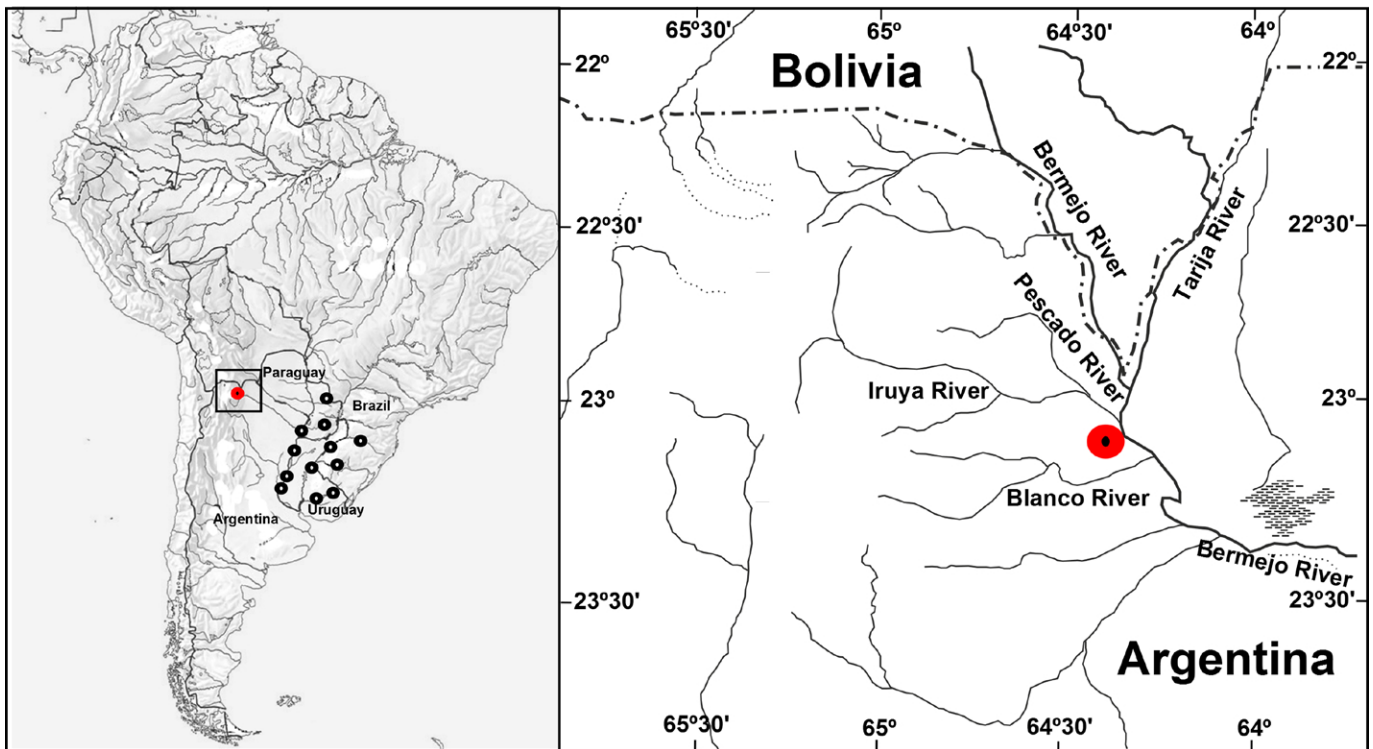 Paraguay
Brazil
Uruguay
Argentina
65º30'
65º
64º30'
64º
22º
Bolivia
22º
Bermejo River
Tarija River
22º30'
22º30'
Pescado River
Iruya River
23º
23º
Blanco River
Bermejo River
23º30'
23º30'
Argentina
65º30'
65º
64º30'
64º